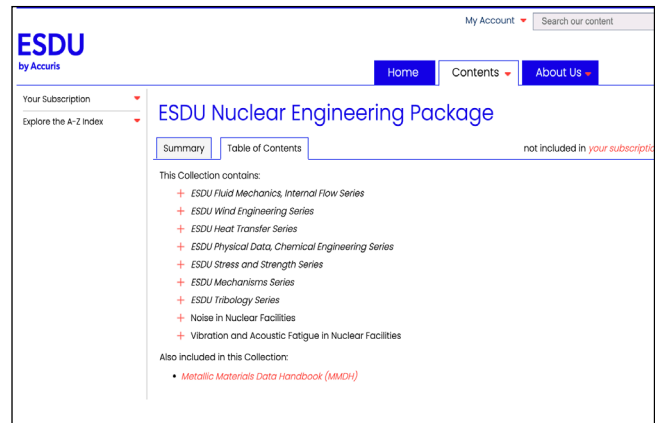 My Account
Search our content
ESDU
by Accuris
Home
Contents
About Us
Your Subscription
Explore the A-Z Index
ESDU Nuclear Engineering Package
Summary
Table of Contents
not included in your subscriptio
This Collection contains:
+ ESDU Fluid Mechanics, Internal Flow Series
+ ESDU Wind Engineering Series
+ ESDU Heat Transfer Series
+ ESDU Physical Data, Chemical Engineering Series
+ ESDU Stress and Strength Series
+ ESDU Mechanisms Series
+ ESDU Tribology Series
+ Noise in Nuclear Facilities
+ Vibration and Acoustic Fatigue in Nuclear Facilities
Also included in this Collection:
• Metallic Materials Data Handbook (MMDH)